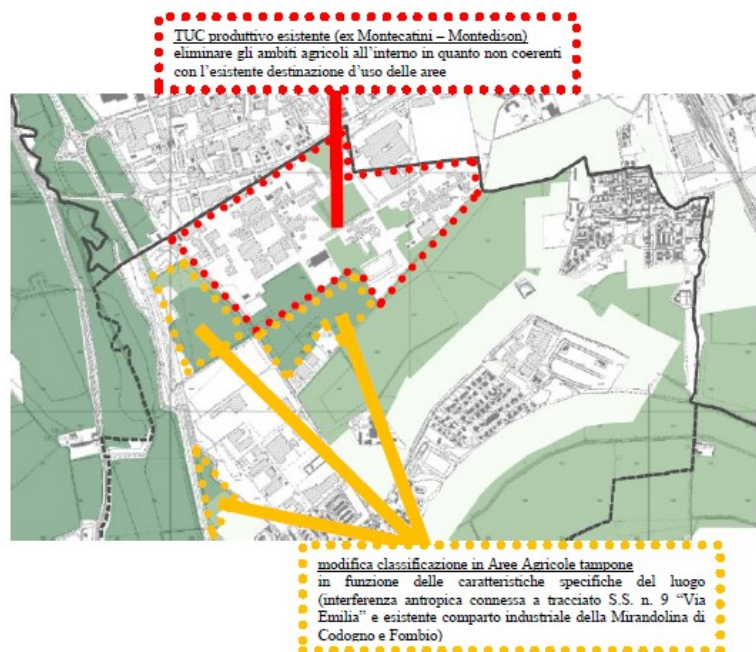 TUC produttivo esistente (ex Montecatini – Montedison)
eliminare gli ambiti agricoli all’interno in quanto non coerenti
con l’esistente destinazione d’uso delle aree
modifica classificazione in Aree Agricole tampone
in funzione delle caratteristiche specifiche del luogo
(interferenza antropica connessa a tracciato S.S. n. 9 “Via
Emilia” e esistente comparto industriale della Mirandolina di
Codogno e Fombio)